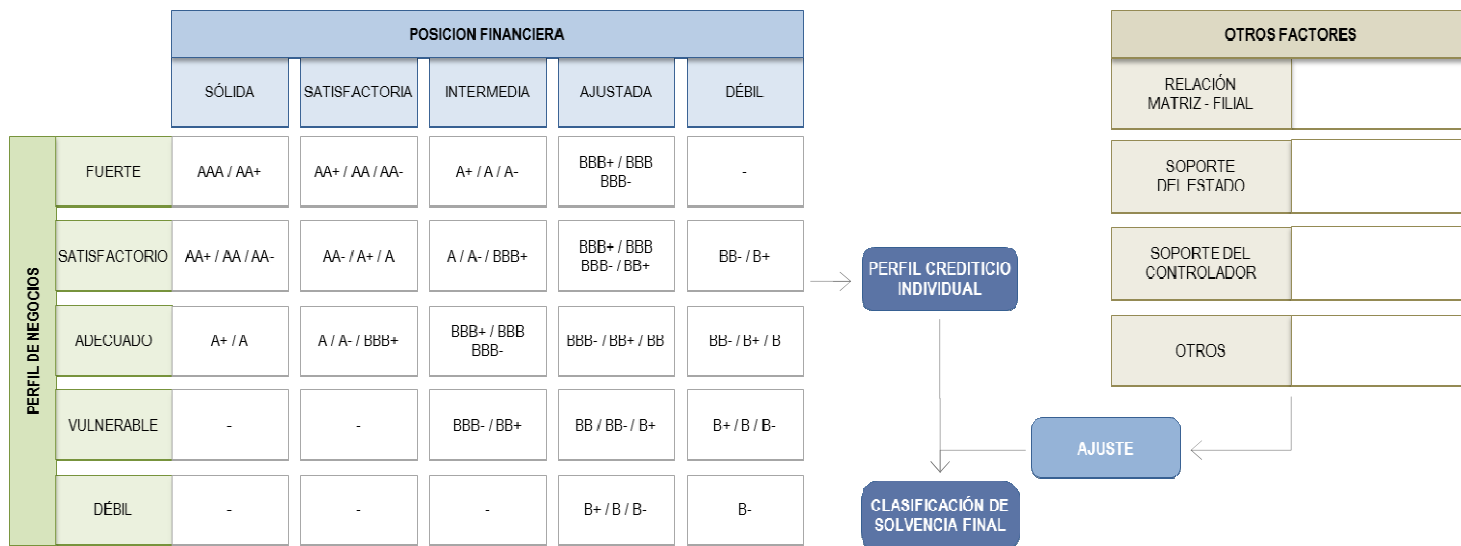 POSICION FINANCIERA
SÓLIDA
SATISFACTORIA
INTERMEDIA
AJUSTADA
DÉBIL
PERFIL DE NEGOCIOS
FUERTE
AAA / AA+
AA+ / AA / AA-
A+ / A / A-
BBB+ / BBB
BBB-
-
SATISFACTORIO
AA+ / AA / AA-
AA- / A+ / A
A / A- / BBB+
BBB+ / BBB
BBB- / BB+
BB- / B+
ADECUADO
A+ / A
A / A- / BBB+
BBB+ / BBB
BBB-
BBB- / BB+ / BB
BB- / B+ / B
VULNERABLE
-
-
BBB- / BB+
BB / BB- / B+
B+ / B / B-
DÉBIL
-
-
-
B+ / B / B-
B-
PERFIL CREDITICIO
INDIVIDUAL
CLASIFICACIÓN DE
SOLVENCIA FINAL
OTROS FACTORES
RELACIÓN
MATRIZ - FILIAL
SOPORTE
DEL ESTADO
SOPORTE DEL
CONTROLADOR
OTROS
AJUSTE